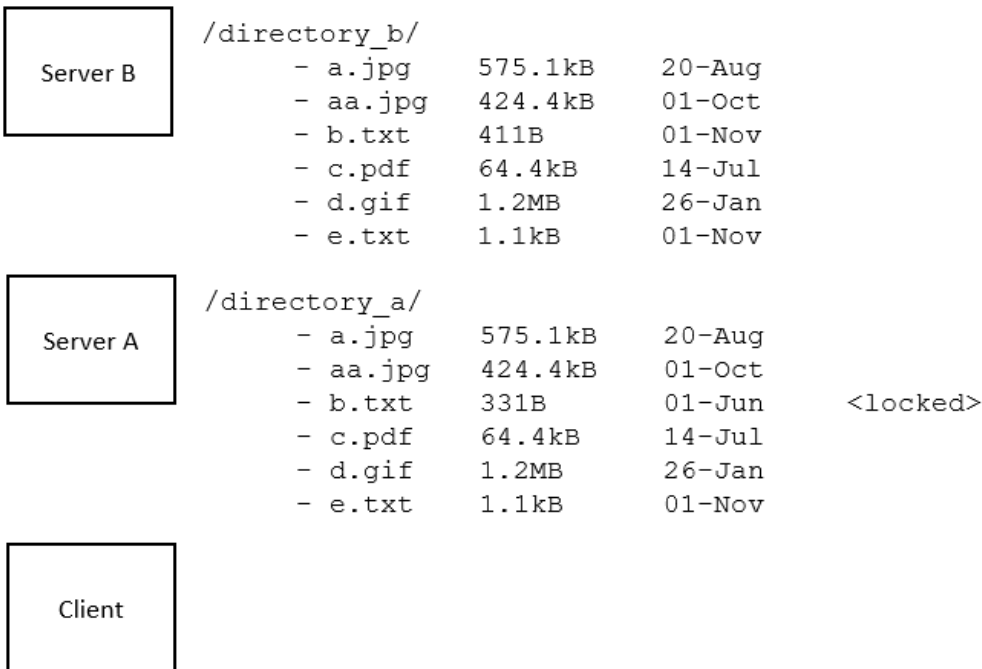 /directory_b/
Server B
- a.jpg 575.1kB 20-Aug
- aa.jpg 424.4kB 01-Oct
- b.txt 411B 01-Nov
- c.pdf 64.4kB 14-Jul
- d.gif 1.2MB 26-Jan
- e.txt 1.1kB 01-Nov
/directory_a/
Server A
- a.jpg 575.1kB 20-Aug
- aa.jpg 424.4kB 01-Oct
- b.txt 331B 01-Jun <locked>
- c.pdf 64.4kB 14-Jul
- d.gif 1.2MB 26-Jan
- e.txt 1.1kB 01-Nov
Client